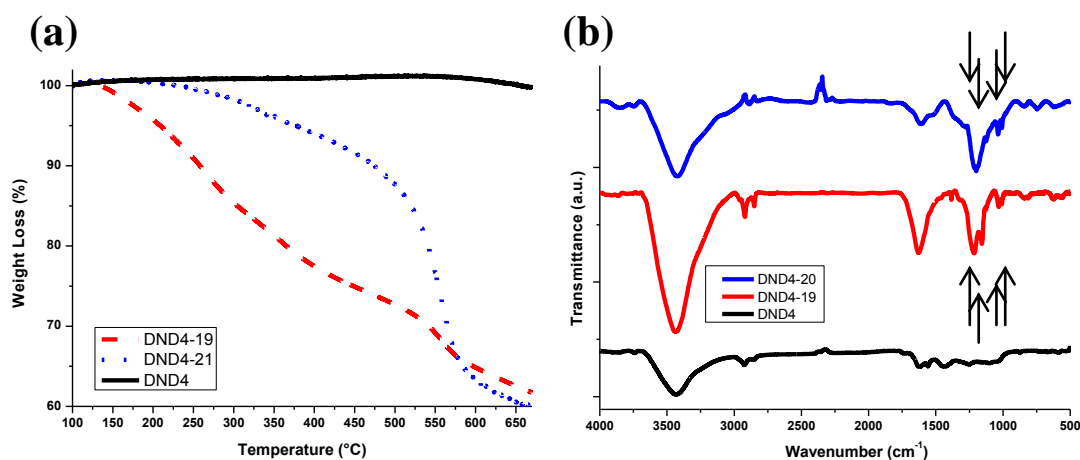 (a)
100
90
80
70
60
Weight Loss (%)
DND4-19
DND4-21
DND4
100 150 200 250 300 350 400 450 500 550 600 650
Temperature (°C)
(b)
Transmittance (a.u.)
DND4-20
DND4-19
DND4
4000 3500 3000 2500 2000 1500 1000 500
Wavenumber (cm-1)